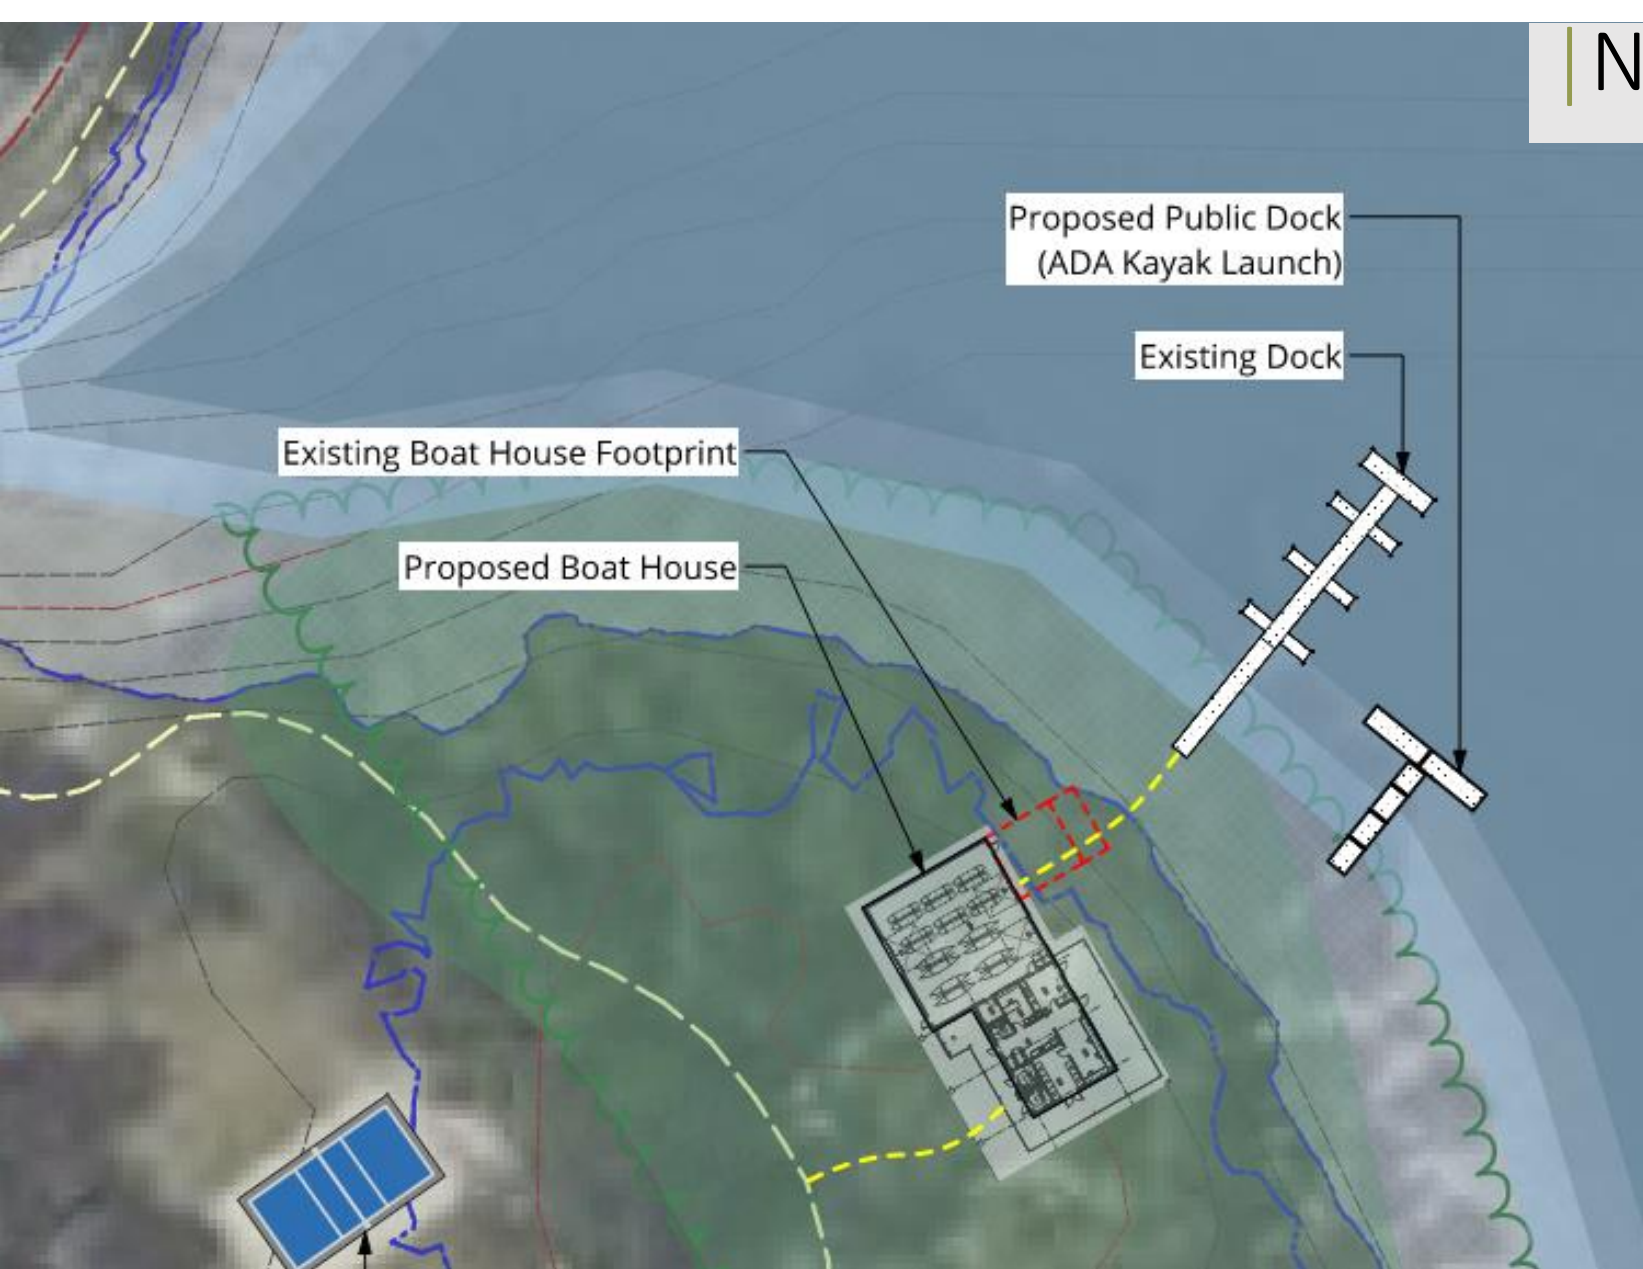 N
Proposed Public Dock
(ADA Kayak Launch)
Existing Dock
Existing Boat House Footprint
Proposed Boat House